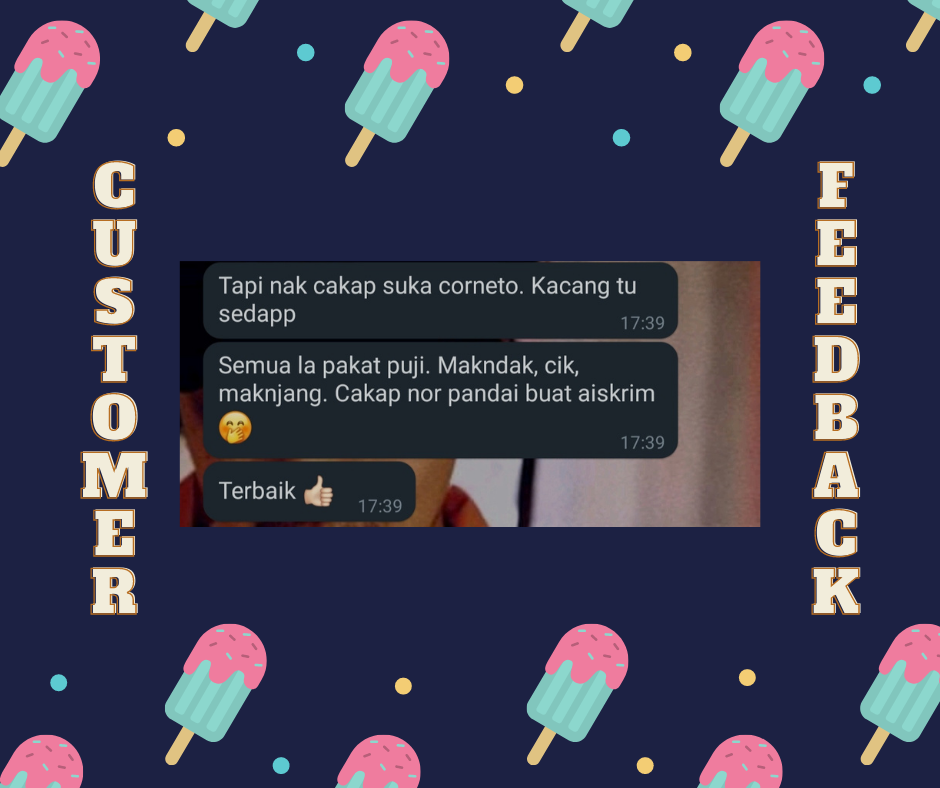 CUSTOMER
FEEDBACK
Tapi nak cakap suka corneto. Kacang tu
sedapp
17:39
Semua la pakat puji. Makndak, cik,
maknjang. Cakap nor pandai buat aiskrim
🤭
17:39
Terbaik 👍🏻 17:39